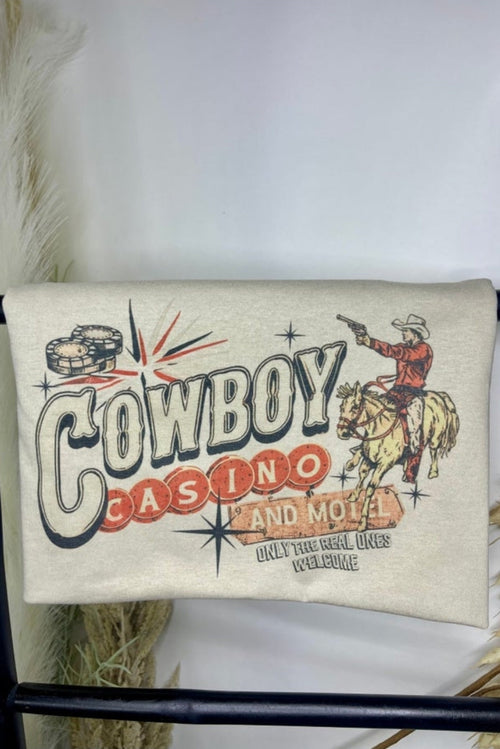 COWBOY
CASINO
AND MOTEL
ONLY THE REAL ONES
WELCOME